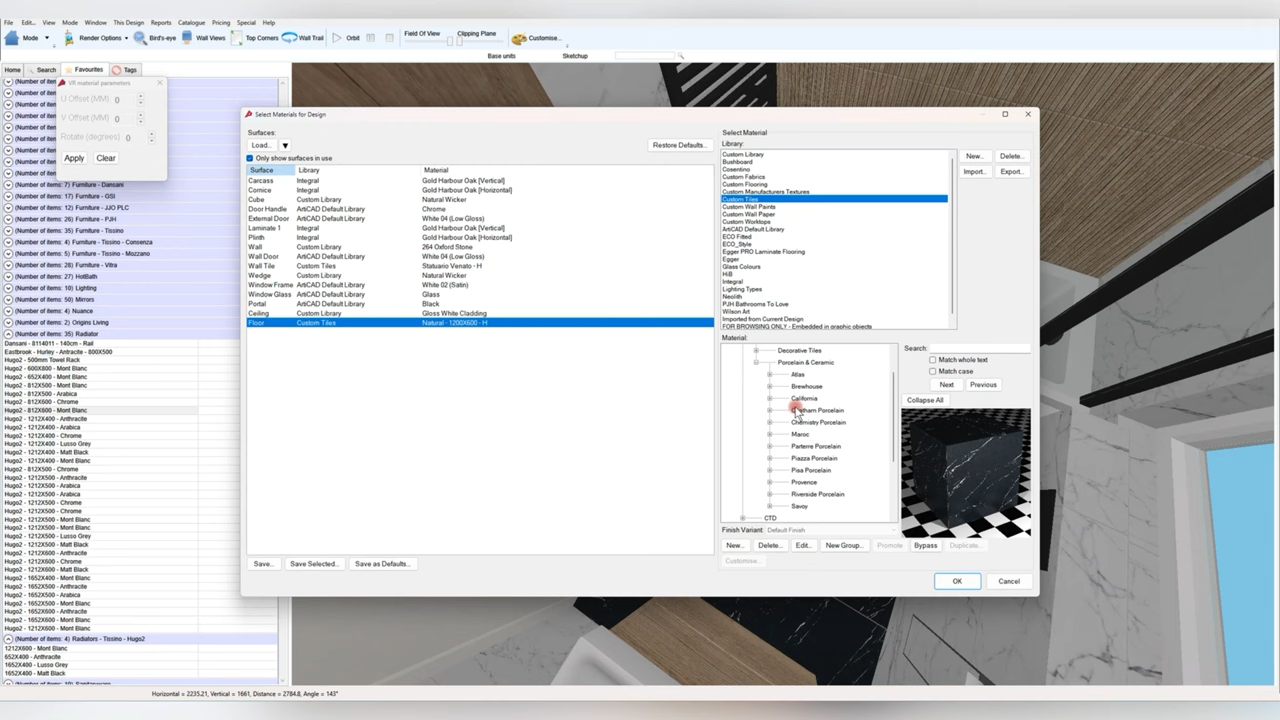 File Edit... View Mode Window This Design Reports Catalogue Pricing Special Help
Mode Render Options Bird's-eye Wall Views Top Corners Wall Trail Orbit Field Of View Clipping Plane Customise...
Base units Sketchup
Home Search Favourites Tags
(Number of items:
VR material parameters
U Offset (MM) 0
V Offset (MM) 0
Rotate (degrees) 0
Apply Clear
(Number of items: 7) Furniture - Dansani
(Number of items: 17) Furniture - GSI
(Number of items: 12) Furniture - JJO PLC
(Number of items: 26) Furniture - PJH
(Number of items: 35) Furniture - Tissino
(Number of items: 4) Furniture - Tissino - Consenza
(Number of items: 5) Furniture - Tissino - Mozzano
(Number of items: 28) Furniture - Vitra
(Number of items: 27) HotBath
(Number of items: 10) Lighting
(Number of items: 50) Mirrors
(Number of items: 4) Nuance
(Number of items: 2) Origins Living
(Number of items: 35) Radiator
Dansani - 8114011 - 140cm - Rail
Eastbrook - Hurley - Antracite - 800X500
Hugo2 - 500mm Towel Rack
Hugo2 - 600X800 - Mont Blanc
Hugo2 - 652X400 - Mont Blanc
Hugo2 - 812X500 - Mont Blanc
Hugo2 - 812X500 - Arabica
Hugo2 - 812X600 - Chrome
Hugo2 - 812X600 - Mont Blanc
Hugo2 - 1212X400 - Anthracite
Hugo2 - 1212X400 - Arabica
Hugo2 - 1212X400 - Chrome
Hugo2 - 1212X400 - Lusso Grey
Hugo2 - 1212X400 - Matt Black
Hugo2 - 1212X400 - Mont Blanc
Hugo2 - 812X500 - Chrome
Hugo2 - 1212X500 - Mont Blanc
Hugo2 - 1212X500 - Anthracite
Hugo2 - 1212X500 - Arabica
Hugo2 - 1212X500 - Chrome
Hugo2 - 1212X500 - Mont Blanc
Hugo2 - 1212X500 - Mont Blanc
Hugo2 - 1212X500 - Lusso Grey
Hugo2 - 1212X500 - Matt Black
Hugo2 - 1212X600 - Anthracite
Hugo2 - 1212X600 - Chrome
Hugo2 - 1212X600 - Matt Black
Hugo2 - 1652X400 - Mont Blanc
Hugo2 - 1652X500 - Anthracite
Hugo2 - 1652X500 - Arabica
Hugo2 - 1652X500 - Mont Blanc
Hugo2 - 1652X600 - Anthracite
Hugo2 - 1652X600 - Chrome
Hugo2 - 1652X600 - Mont Blanc
(Number of items: 4) Radiators - Tissino - Hugo2
1212X600 - Mont Blanc
652X400 - Anthracite
1652X400 - Lusso Grey
1652X400 - Matt Black
Select Materials for Design
Surfaces:
Load... Restore Defaults...
Only show surfaces in use
Surface Library Material
Carcass Integral Gold Harbour Oak [Vertical]
Cornice Integral Gold Harbour Oak [Horizontal]
Cube Custom Library Natural Wicker
Door Handle ArtiCAD Default Library Chrome
External Door ArtiCAD Default Library White 04 (Low Gloss)
Laminate 1 Integral Gold Harbour Oak [Vertical]
Plinth Integral Gold Harbour Oak [Horizontal]
Wall Custom Library 264 Oxford Stone
Wall Door ArtiCAD Default Library White 04 (Low Gloss)
Wall Tile Custom Tiles Statuario Venato - H
Wedge Custom Library Natural Wicker
Window Frame ArtiCAD Default Library White 02 (Satin)
Window Glass ArtiCAD Default Library Glass
Portal ArtiCAD Default Library Black
Ceiling Custom Library Gloss White Cladding
Floor Custom Tiles Natural - 1200X600 - H
Save... Save Selected... Save as Defaults...
Select Material
Library:
Custom Library
Bushboard
Cosentino
Custom Fabrics
Custom Flooring
Custom Manufacturers Textures
Custom Tiles
Custom Wall Paints
Custom Wall Paper
Custom Worktops
ArtiCAD Default Library
ECO Fitted
ECO_Style
Egger PRO Laminate Flooring
Egger
Glass Colours
HiB
Integral
Lighting Types
Neolith
PJH Bathrooms To Love
Wilson Art
Imported from Current Design
FOR BROWSING ONLY - Embedded in graphic objects
New... Delete...
Import... Export...
Material:
Decorative Tiles
Porcelain & Ceramic
Atlas
Brewhouse
California
Porcelain
Chemistry Porcelain
Maroc
Parterre Porcelain
Piazza Porcelain
Pisa Porcelain
Provence
Riverside Porcelain
Savoy
CTD
Search:
Match whole text
Match case
Next Previous
Collapse All
Finish Variant: Default Finish
New... Delete... Edit... New Group... Promote Bypass Duplicate...
Customise...
OK Cancel
Horizontal = 2235.21, Vertical = 1661, Distance = 2784.8, Angle = 143°